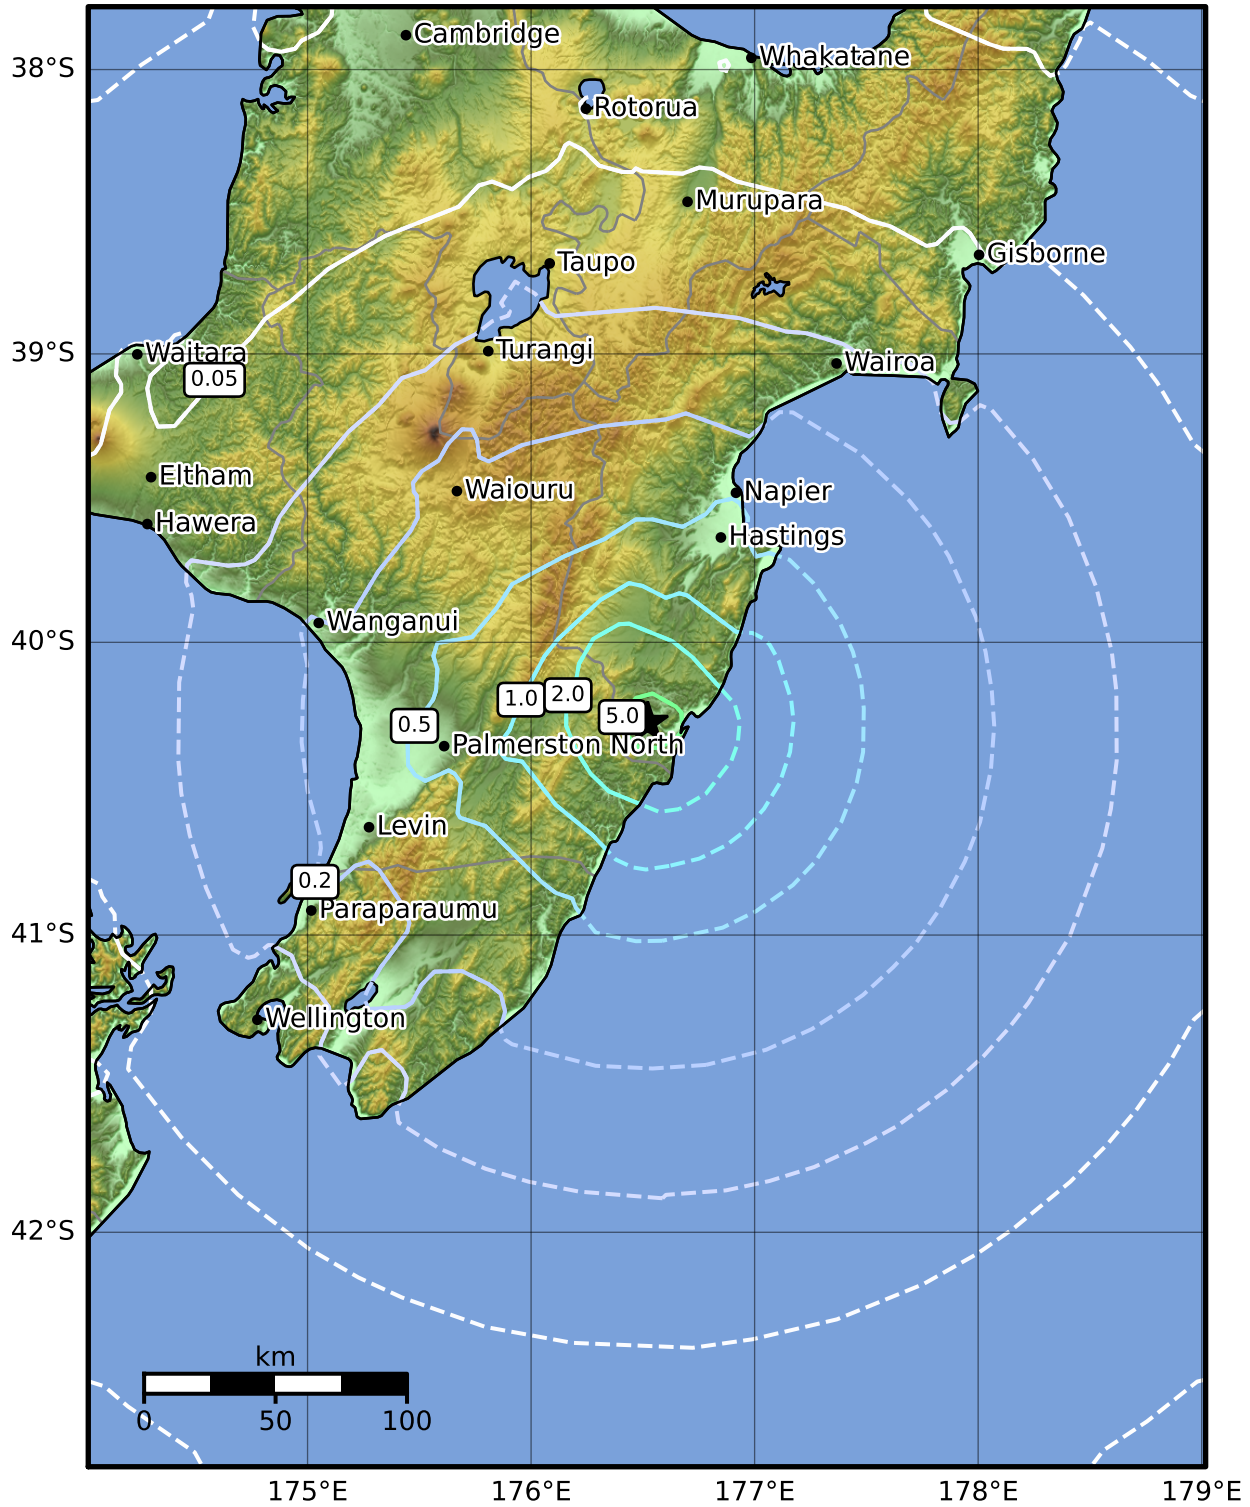 Cambridge
Whakatane
38°S
Rotorua
Murupara
Gisborne
Taupo
Waitara
39°S
Turangi
Wairoa
0.05
Eltham
Waiouru
Napier
Hawera
Hastings
Wanganui
40°S
1.0
2.0
5.0
0.5
Palmerston North
Levin
0.2
Paraparaumu
41°S
Wellington
42°S
km
0
50
100
175°E
176°E
177°E
178°E
179°E